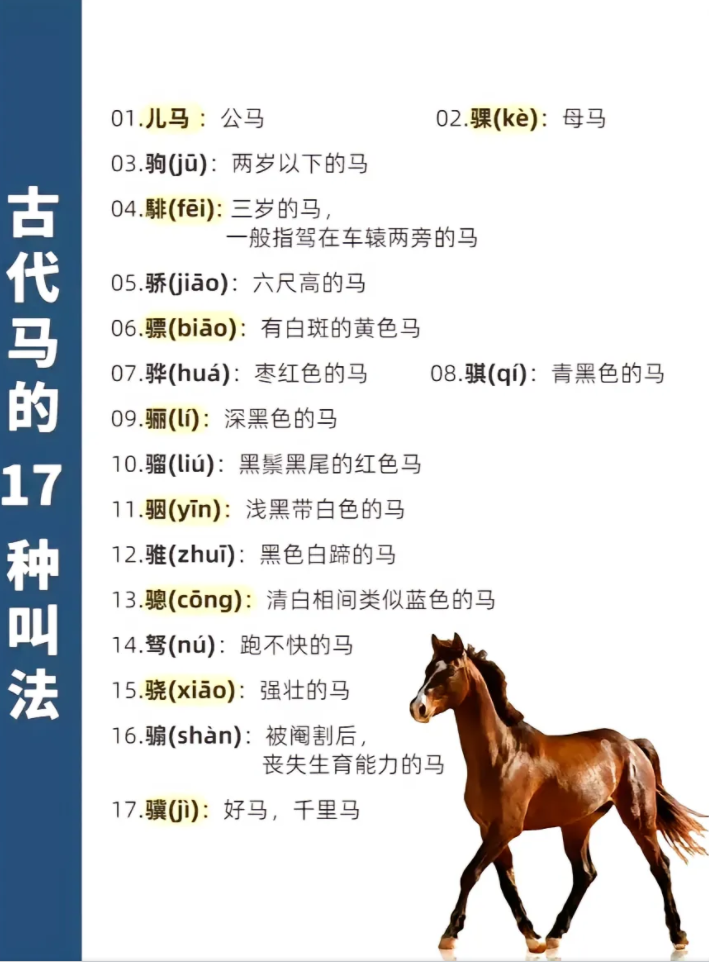 古代马的17种叫法
01.儿马：公马
02.骒(kè)：母马
03.驹(jū)：两岁以下的马
04.騑(fēi)：三岁的马，
一般指驾在车辕两旁的马
05.骄(jiāo)：六尺高的马
06.骠(biāo)：有白斑的黄色马
07.骅(huá)：枣红色的马
08.骐(qí)：青黑色的马
09.骊(lí)：深黑色的马
10.骝(liú)：黑鬃黑尾的红色马
11.骃(yīn)：浅黑带白色的马
12.骓(zhuī)：黑色白蹄的马
13.骢(cōng)：清白相间类似蓝色的马
14.驽(nú)：跑不快的马
15.骁(xiāo)：强壮的马
16.骟(shàn)：被阉割后，
丧失生育能力的马
17.骥(jì)：好马，千里马